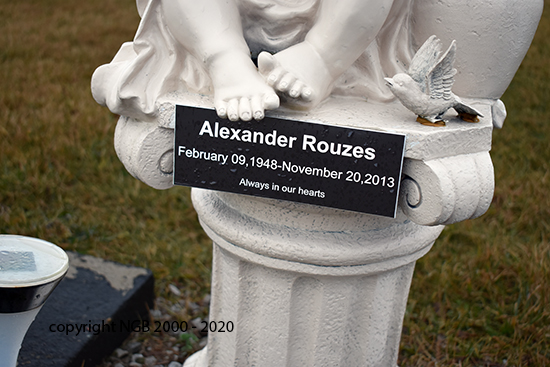 Alexander Rouzes
February 09,1948-November 20,2013
Always in our hearts
copyright © NGB 2000 - 2020